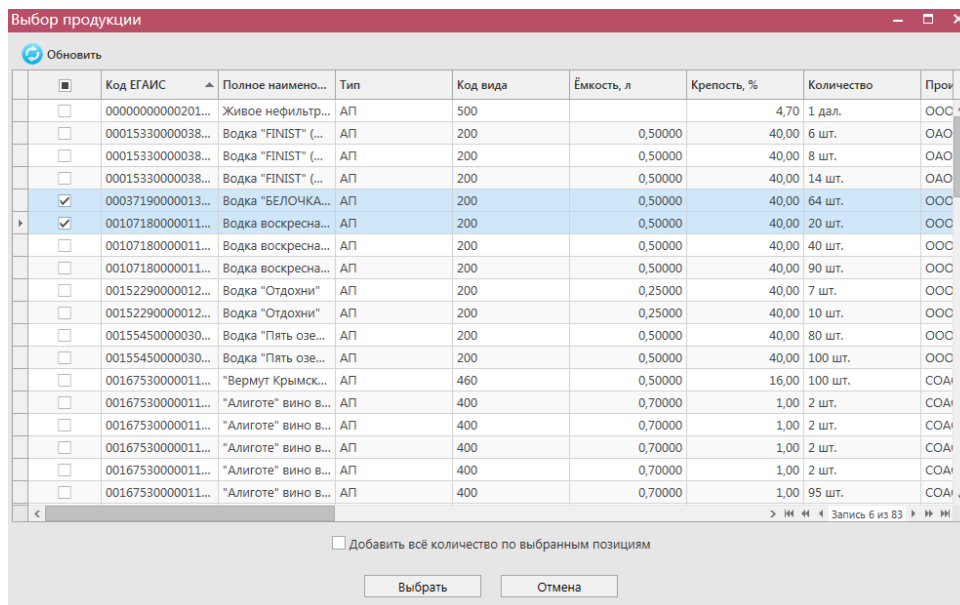 Выбор продукции
Обновить
Код ЕГАИС Полное наимено... Тип Код вида Ёмкость, л Крепость, % Количество Прои
00000000000201... Живое нефильтр... АП 500 4,70 1 дал. ООО
00015330000038... Водка "FINIST" (... АП 200 0,50000 40,00 6 шт. ОАО
00015330000038... Водка "FINIST" (... АП 200 0,50000 40,00 8 шт. ОАО
00015330000038... Водка "FINIST" (... АП 200 0,50000 40,00 14 шт. ОАО
00037190000013... Водка "БЕЛОЧКА... АП 200 0,50000 40,00 64 шт. ООО
00107180000011... Водка воскресна... АП 200 0,50000 40,00 20 шт. ООО
00107180000011... Водка воскресна... АП 200 0,50000 40,00 40 шт. ООО
00107180000011... Водка воскресна... АП 200 0,50000 40,00 90 шт. ООО
00152290000012... Водка "Отдохни" АП 200 0,25000 40,00 7 шт. ООО
00152290000012... Водка "Отдохни" АП 200 0,25000 40,00 10 шт. ООО
00155450000030... Водка "Пять озе... АП 200 0,50000 40,00 80 шт. ООО
00155450000030... Водка "Пять озе... АП 200 0,50000 40,00 100 шт. ООО
00167530000011... "Вермут Крымск... АП 460 0,50000 16,00 100 шт. СОА
00167530000011... "Алиготе" вино в... АП 400 0,70000 1,00 2 шт. СОА
00167530000011... "Алиготе" вино в... АП 400 0,70000 1,00 2 шт. СОА
00167530000011... "Алиготе" вино в... АП 400 0,70000 1,00 2 шт. СОА
00167530000011... "Алиготе" вино в... АП 400 0,70000 1,00 2 шт. СОА
00167530000011... "Алиготе" вино в... АП 400 0,70000 1,00 95 шт. СОА
Запись 6 из 83
Добавить всё количество по выбранным позициям
Выбрать Отмена